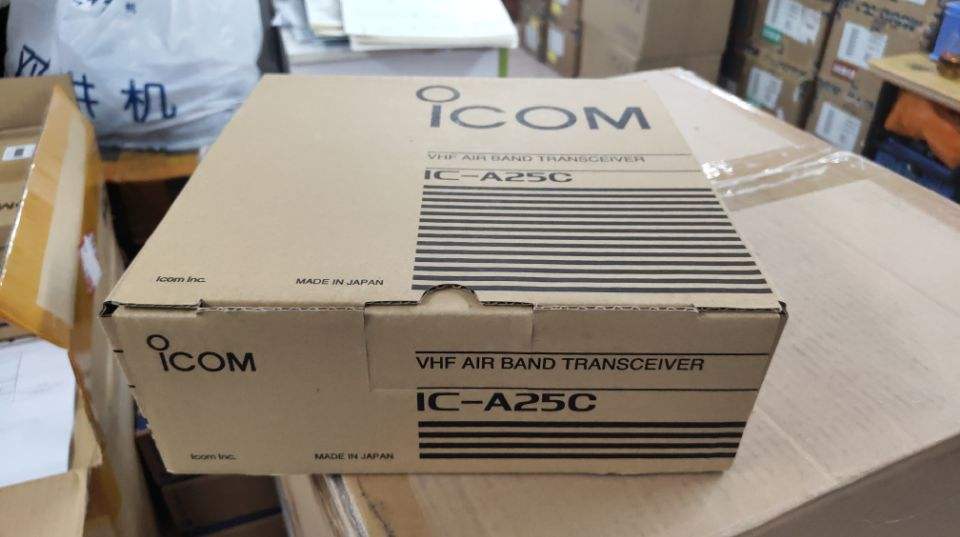 机
ICOM
VHF AIR BAND TRANSCEIVER
IC-A25C
Icom Inc.
MADE IN JAPAN
ICOM
VHF AIR BAND TRANSCEIVER
IC-A25C
Icom Inc.
MADE IN JAPAN